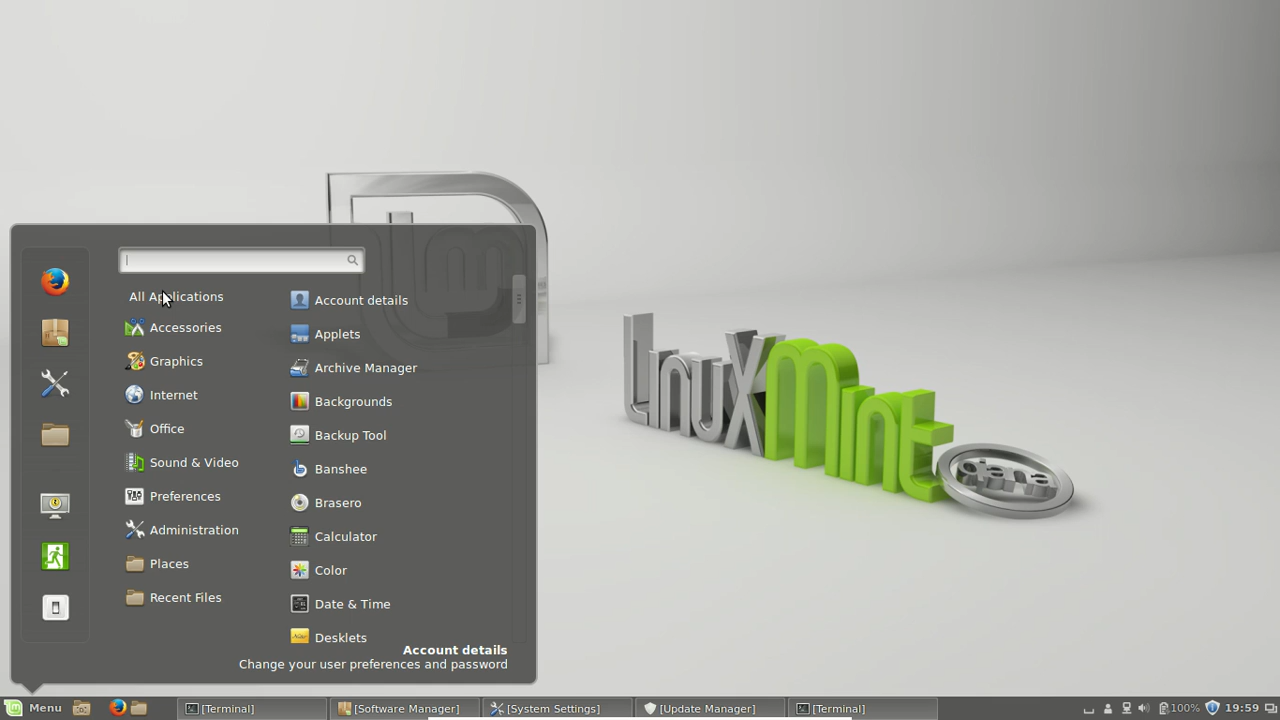 All Applications
Accessories
Graphics
Internet
Office
Sound & Video
Preferences
Administration
Places
Recent Files
Account details
Applets
Archive Manager
Backgrounds
Backup Tool
Banshee
Brasero
Calculator
Color
Date & Time
Desklets
Account details
Change your user preferences and password
LinuxMint
qiana
Menu
[Terminal]
[Software Manager]
[System Settings]
[Update Manager]
[Terminal]
100%
19:59